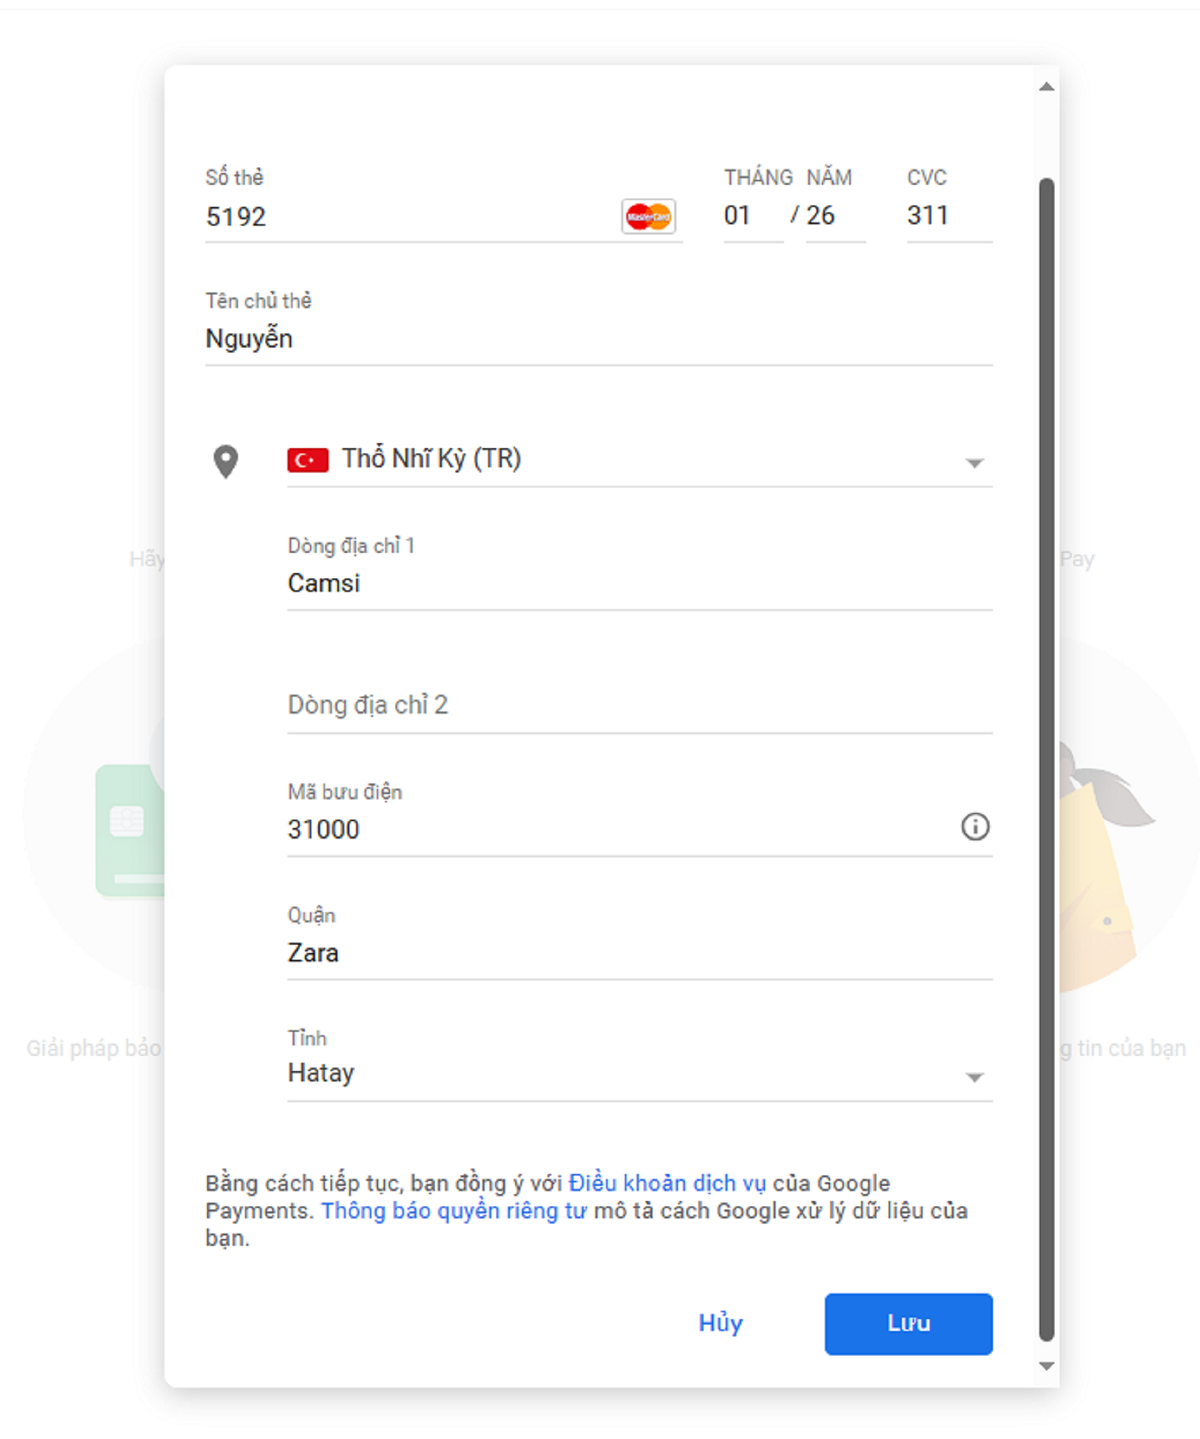 Số thẻ
THÁNG NĂM
CVC
5192
MasterCard
01 / 26
311
Tên chủ thẻ
Nguyễn
Thổ Nhĩ Kỳ (TR)
Dòng địa chỉ 1
Camsi
Hãy
Pay
Dòng địa chỉ 2
Mã bưu điện
31000
Quận
Zara
Tỉnh
Hatay
Giải pháp bảo
g tin của bạn
Bằng cách tiếp tục, bạn đồng ý với Điều khoản dịch vụ của Google
Payments. Thông báo quyền riêng tư mô tả cách Google xử lý dữ liệu của
bạn.
Hủy
Lưu